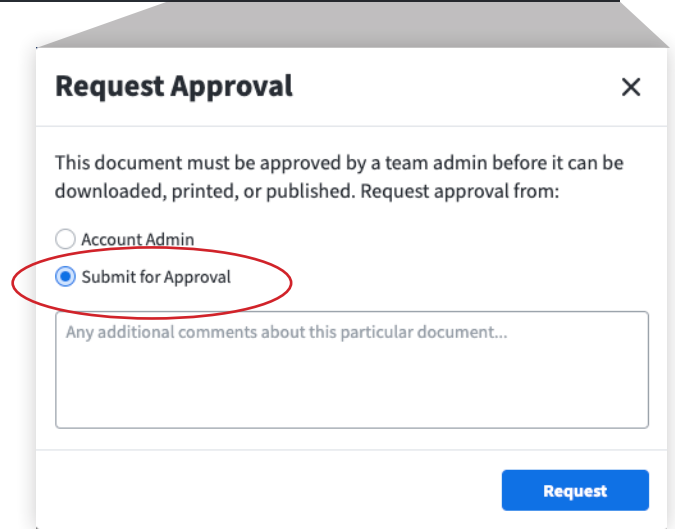 Request Approval
This document must be approved by a team admin before it can be
downloaded, printed, or published. Request approval from:
Account Admin
Submit for Approval
Any additional comments about this particular document...
Request